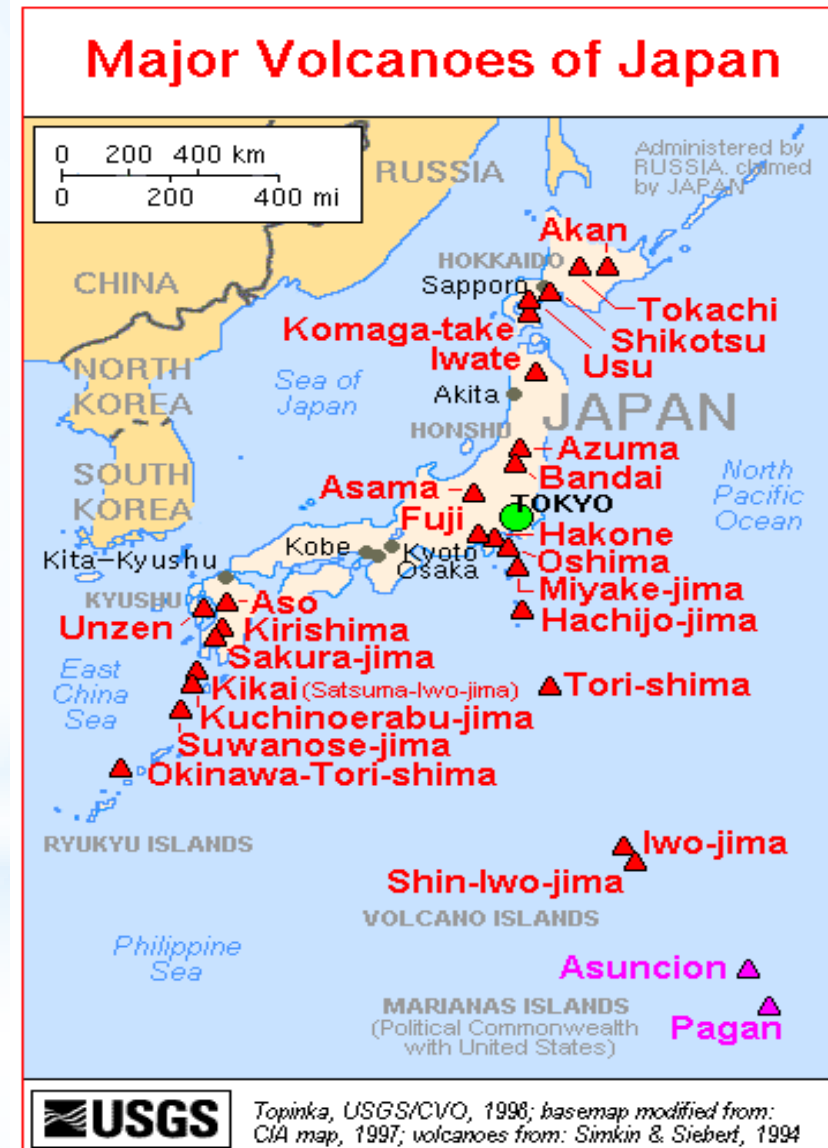 Major Volcanoes of Japan
0 200 400 km
0 200 400 mi
RUSSIA
Administered by
RUSSIA. claimed
by JAPAN
CHINA
Akan
HOKKAIDO
Sapporo
Tokachi
Shikotsu
Usu
Komaga-take
Iwate
NORTH
KOREA
Sea of
Japan
Akita
JAPAN
HONSHU
Azuma
Bandai
SOUTH
KOREA
North
Pacific
Ocean
Asama
TOKYO
Fuji
Hakone
Kobe
Kyoto
Osaka
Oshima
Kita-Kyushu
Miyake-jima
KYUSHU
Aso
Hachijo-jima
Unzen
Kirishima
Sakura-jima
East
China
Sea
Kikai (Satsuma-Iwo-jima)
Tori-shima
Kuchinoerabu-jima
Suwanose-jima
Okinawa-Tori-shima
RYUKYU ISLANDS
Iwo-jima
Shin-Iwo-jima
VOLCANO ISLANDS
Philippine
Sea
Asuncion
MARIANAS ISLANDS
(Political Commonwealth
with United States)
Pagan
USGS
Topinka, USGS/CVO, 1998; basemap modified from:
CIA map, 1997; volcanoes from: Simkin & Siebert, 1994